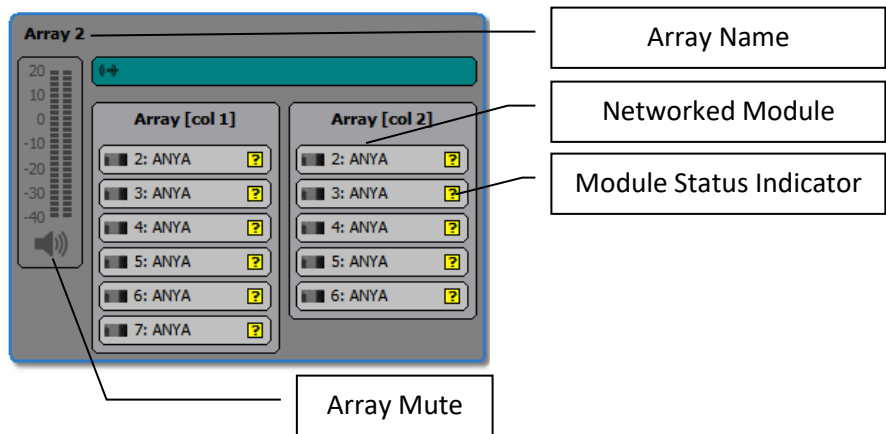 Array 2
Array Name
20
10
0
-10
-20
-30
-40
Array [col 1]
2: ANYA ?
3: ANYA ?
4: ANYA ?
5: ANYA ?
6: ANYA ?
7: ANYA ?
Array [col 2]
2: ANYA ?
3: ANYA ?
4: ANYA ?
5: ANYA ?
6: ANYA ?
Networked Module
Module Status Indicator
Array Mute